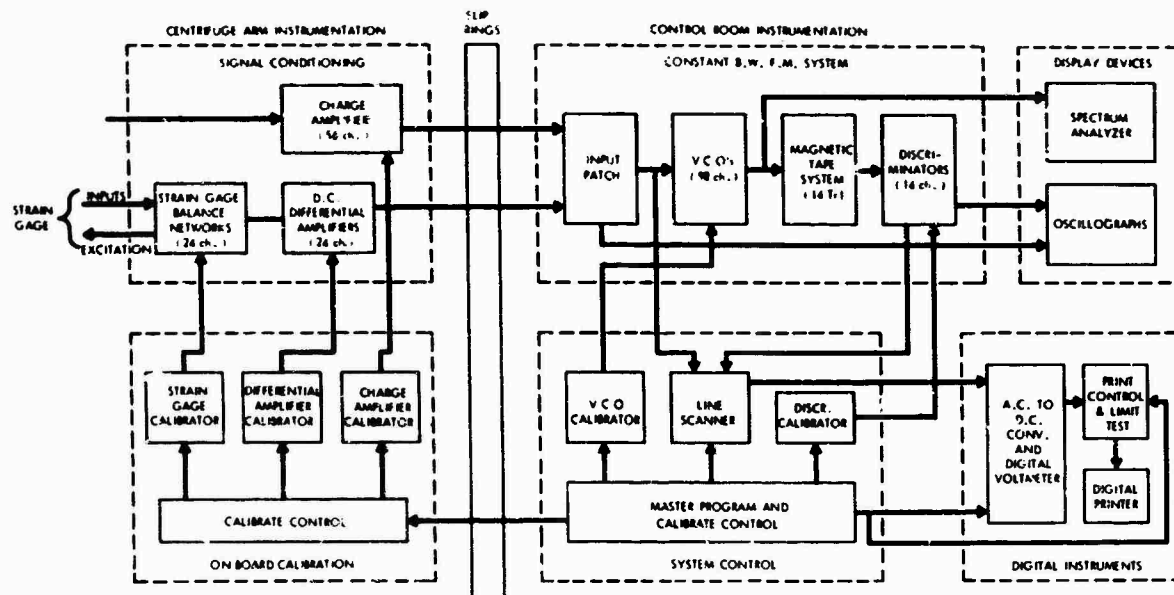 CENTRIFUGE ARM INSTRUMENTATION
SIGNAL CONDITIONING
CHARGE
AMPLIFIER
(56 ch.)
STRAIN
GAGE
INPUTS
EXCITATION
STRAIN GAGE
BALANCE
NETWORKS
(24 ch.)
D.C.
DIFFERENTIAL
AMPLIFIERS
(24 ch.)
SLIP
RINGS
CONTROL ROOM INSTRUMENTATION
CONSTANT B.W. F.M. SYSTEM
INPUT
PATCH
V C O's
(98 ch.)
MAGNETIC
TAPE
SYSTEM
(14 Tr)
DISCRI-
MINATORS
(14 ch.)
DISPLAY DEVICES
SPECTRUM
ANALYZER
OSCILLOGRAPHS
STRAIN
GAGE
CALIBRATOR
DIFFERENTIAL
AMPLIFIER
CALIBRATOR
CHARGE
AMPLIFIER
CALIBRATOR
CALIBRATE CONTROL
ON BOARD CALIBRATION
V C O
CALIBRATOR
LINE
SCANNER
DISCR.
CALIBRATOR
MASTER PROGRAM AND
CALIBRATE CONTROL
SYSTEM CONTROL
A.C. TO
D.C.
CONV.
AND
DIGITAL
VOLTMETER
PRINT
CONTROL
& LIMIT
TEST
DIGITAL
PRINTER
DIGITAL INSTRUMENTS